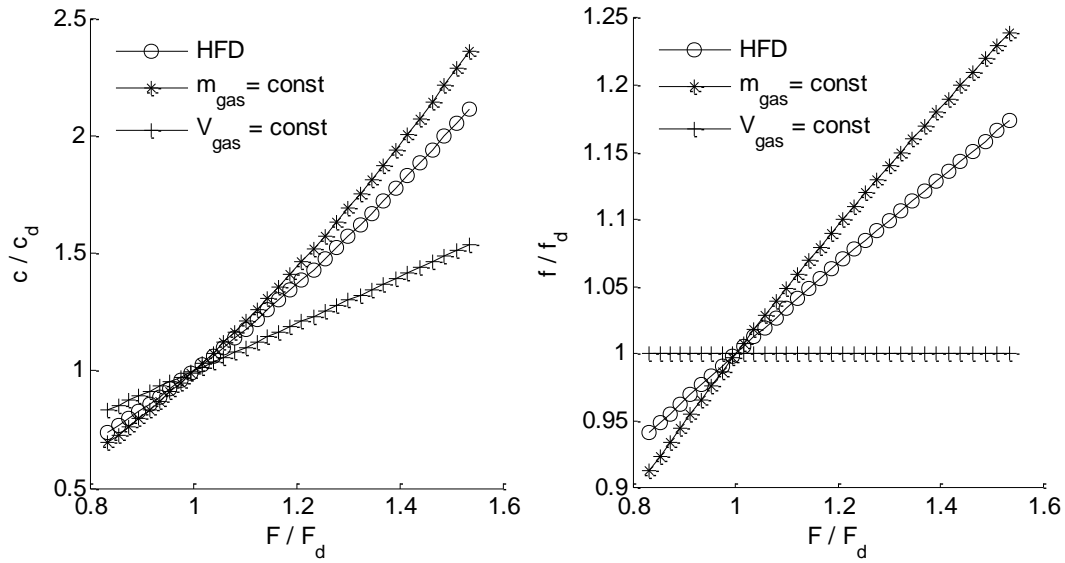 2.5
2
1.5
1
0.5
c / c_d
HFD
m_gas = const
V_gas = const
0.8 1 1.2 1.4 1.6
F / F_d
1.25
1.2
1.15
1.1
1.05
1
0.95
0.9
f / f_d
HFD
m_gas = const
V_gas = const
0.8 1 1.2 1.4 1.6
F / F_d